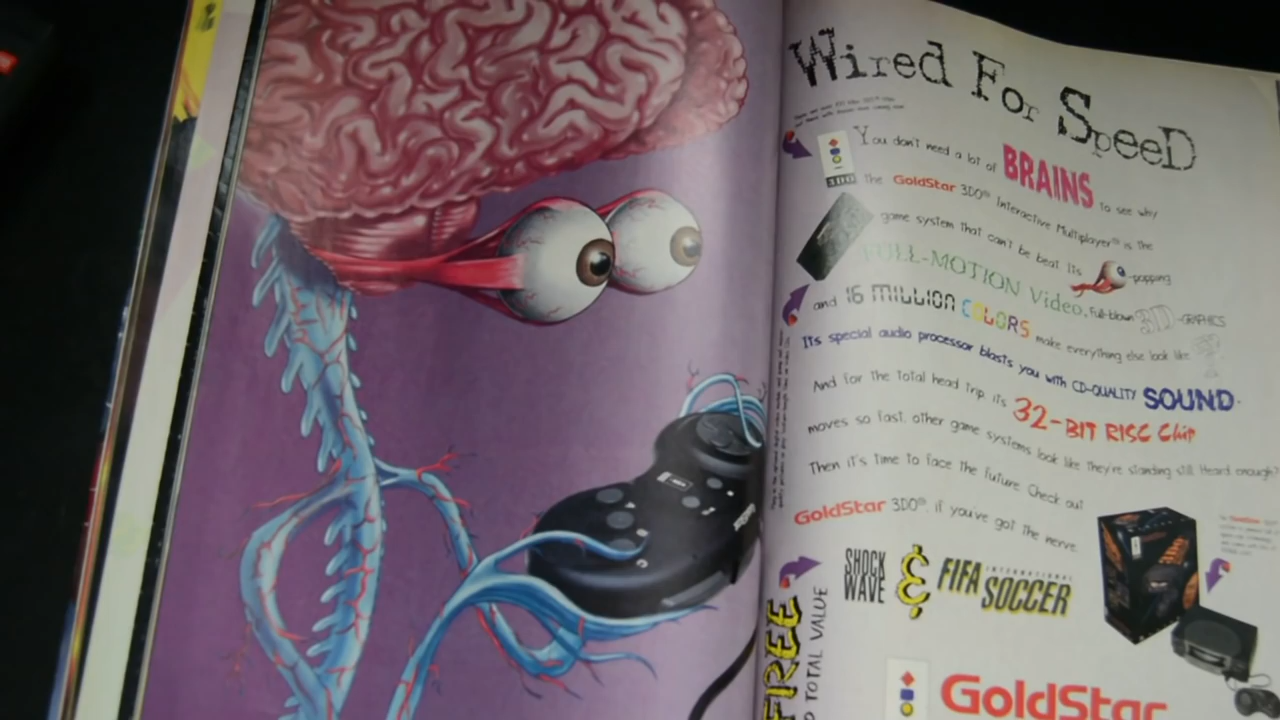 Wired For SpeeD
You don't need a lot of BRAINS to see why
the GoldStar 3DO® Interactive Multiplayer™ is the
game system that can't be beat. Its -popping
FULL-MOTION Video, full-blown 3D-GRAPHICS
and 16 MILLION COLORS make everything else look like
Its special audio processor blasts you with CD-QUALITY SOUND.
And for the total head trip, its 32-BIT RISC Chip
moves so fast, other game systems look like they're standing still. Heard enough?
Then it's time to face the future. Check out
GoldStar 3DO®, if you've got the nerve
SHOCK WAVE & FIFA INTERNATIONAL SOCCER
FREE
TOTAL VALUE
GoldStar
3DO